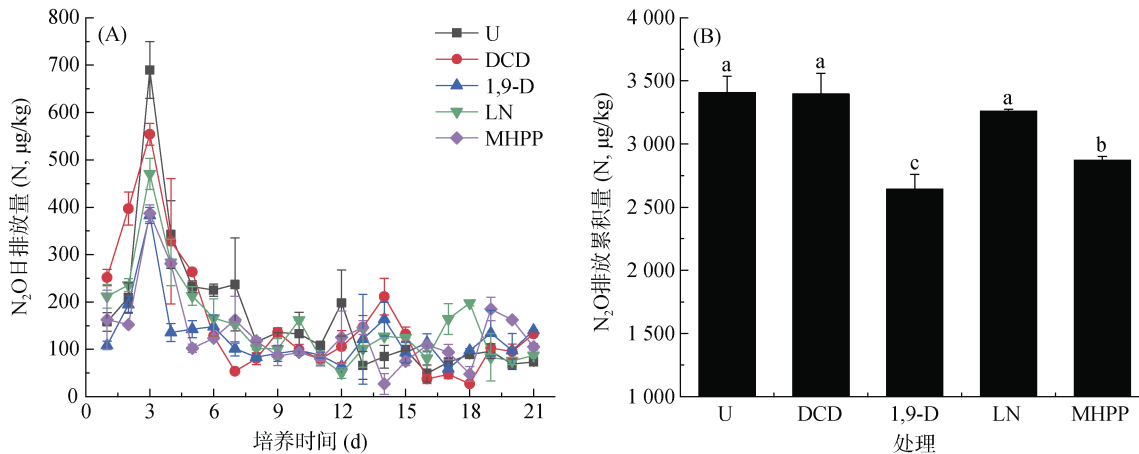 (A)
U
DCD
1,9-D
LN
MHPP
N₂O日排放量 (N, μg/kg)
800
700
600
500
400
300
200
100
0
0 3 6 9 12 15 18 21
培养时间 (d)
(B)
N₂O排放累积量 (N, μg/kg)
4 000
3 500
3 000
2 500
2 000
1 500
1 000
a a c a b
U DCD 1,9-D LN MHPP
处理